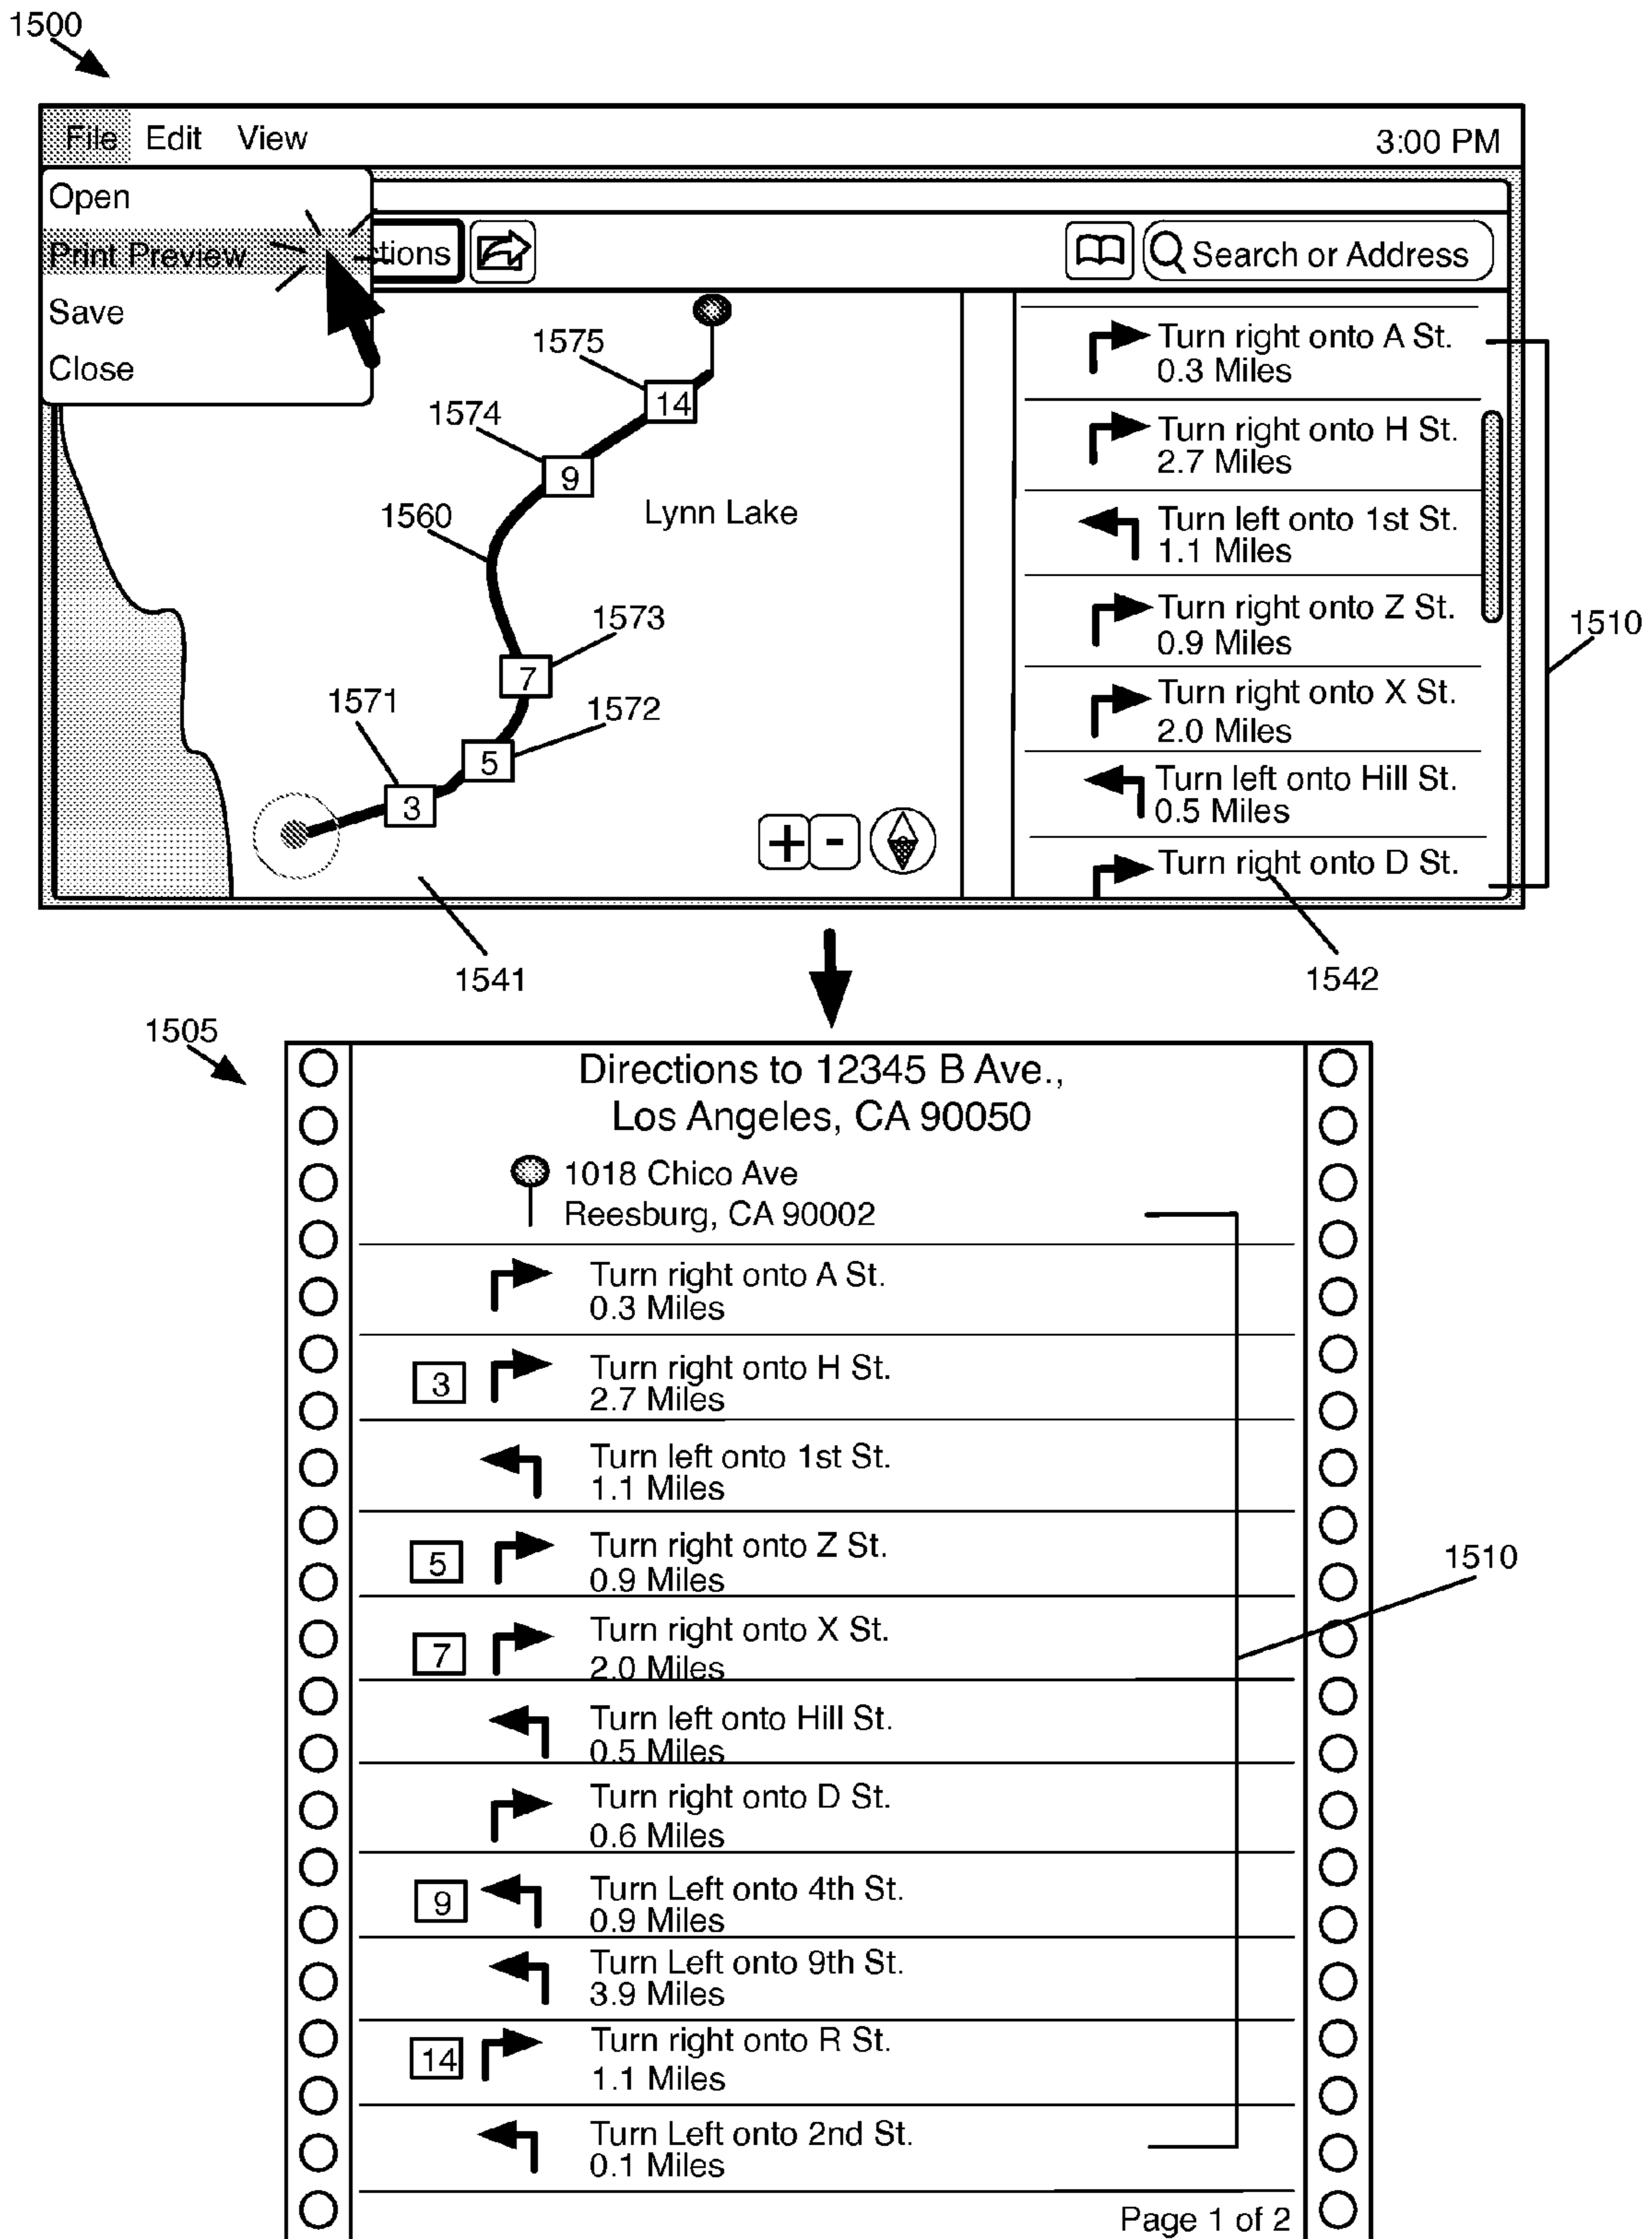 1500
File Edit View 3:00 PM
Open
Print Preview
Save
Close
ctions
Search or Address
1575
14
1574
9
1560
Lynn Lake
1573
7
1571
1572
5
3
+ -
1541
Turn right onto A St.
0.3 Miles
Turn right onto H St.
2.7 Miles
Turn left onto 1st St.
1.1 Miles
Turn right onto Z St.
0.9 Miles
Turn right onto X St.
2.0 Miles
Turn left onto Hill St.
0.5 Miles
Turn right onto D St.
1510
1542
1505
Directions to 12345 B Ave.,
Los Angeles, CA 90050
1018 Chico Ave
Reesburg, CA 90002
Turn right onto A St.
0.3 Miles
3 Turn right onto H St.
2.7 Miles
Turn left onto 1st St.
1.1 Miles
5 Turn right onto Z St.
0.9 Miles
7 Turn right onto X St.
2.0 Miles
Turn left onto Hill St.
0.5 Miles
Turn right onto D St.
0.6 Miles
9 Turn Left onto 4th St.
0.9 Miles
Turn Left onto 9th St.
3.9 Miles
14 Turn right onto R St.
1.1 Miles
Turn Left onto 2nd St.
0.1 Miles
1510
Page 1 of 2